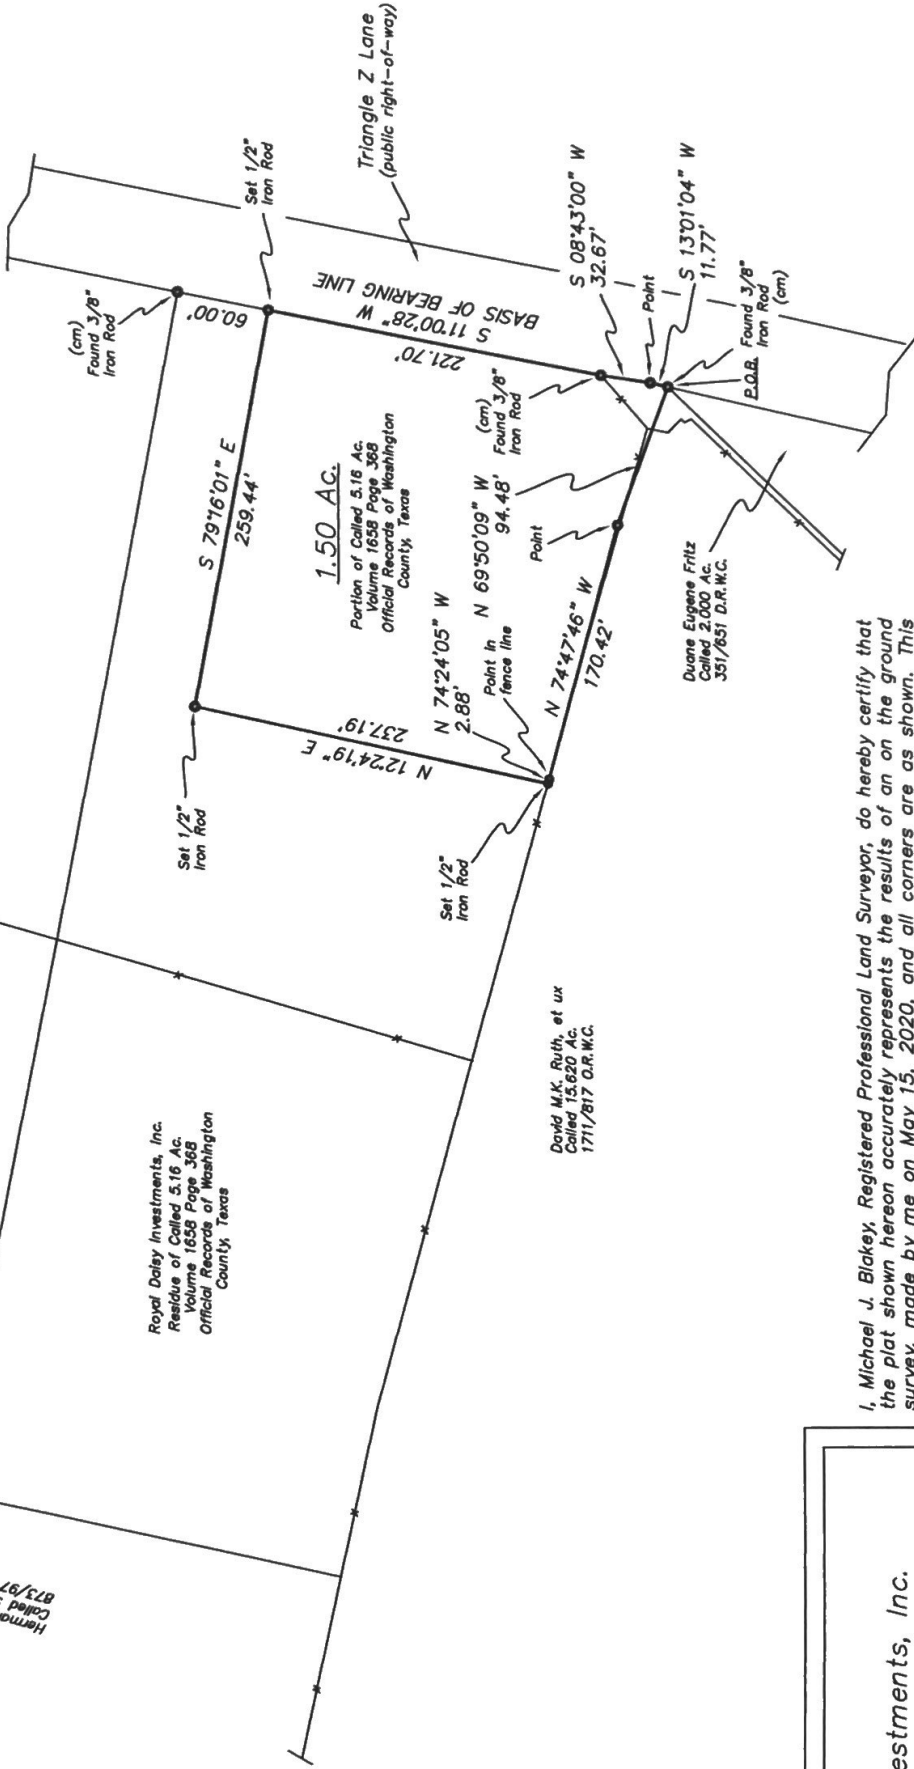 Triangle Z Lane
(public right-of-way)
Set 1/2"
Iron Rod
(cm)
Found 3/8"
Iron Rod
60.00'
S 11°00'28" W
BASIS OF BEARING LINE
221.70'
S 79°16'01" E
259.44'
1.50 Ac.
Portion of Called 5.16 Ac.
Volume 1658 Page 368
Official Records of Washington
County, Texas
S 08°43'00" W
32.67'
Point
S 13°01'04" W
11.77'
(cm)
Found 3/8"
Iron Rod
P.O.B.
Found 3/8"
Iron Rod
(cm)
N 69°50'09" W
94.48'
Point
N 74°24'05" W
2.88'
Point in
fence line
N 74°47'46" W
170.42'
N 12°24'19" E
237.19'
Set 1/2"
Iron Rod
Set 1/2"
Iron Rod
Duane Eugene Fritz
Called 2.000 Ac.
351/651 D.R.W.C.
David M.K. Ruth, et ux
Called 15.620 Ac.
1711/817 O.R.W.C.
Royal Daisy Investments, Inc.
Residue of Called 5.16 Ac.
Volume 1658 Page 368
Official Records of Washington
County, Texas
Called
873/97
I, Michael J. Blakey, Registered Professional Land Surveyor, do hereby certify that
the plat shown hereon accurately represents the results of an on the ground
survey, made by me on May 15, 2020, and all corners are as shown. This
estments, Inc.